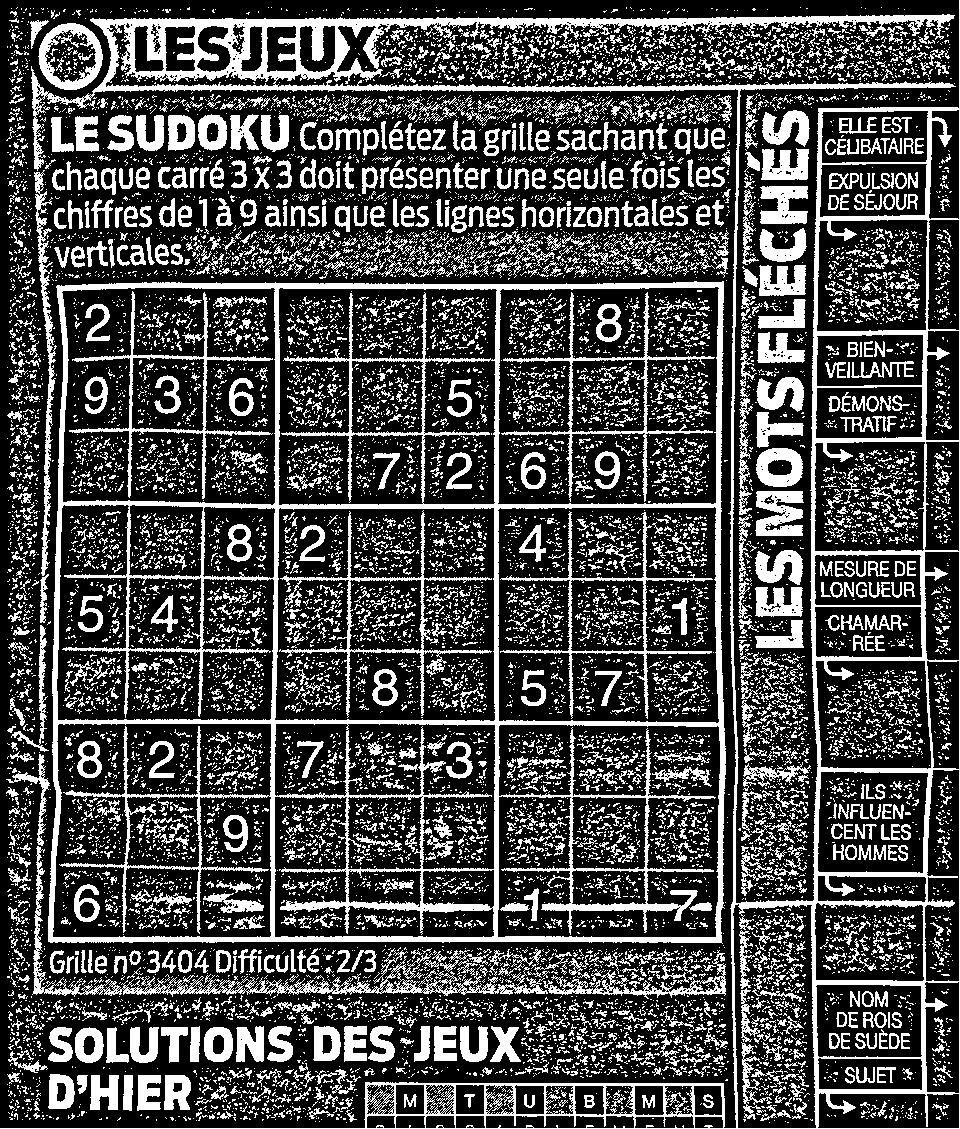 LES JEUX
LE SUDOKU Complétez la grille sachant que
chaque carré 3 x 3 doit présenter une seule fois les
chiffres de 1 à 9 ainsi que les lignes horizontales et
verticales.
2 8
9 3 6 5
7 2 6 9
8 2 4
5 4 1
8 5 7
8 2 7 3
9
6 1 7
Grille nº 3404 Difficulté : 2/3
SOLUTIONS DES JEUX
D'HIER
M T U B M S
LES MOTS FLÉCHÉS
ELLE EST
CÉLIBATAIRE
EXPULSION
DE SÉJOUR
BIEN-
VEILLANTE
DÉMONS-
TRATIF
MESURE DE
LONGUEUR
CHAMAR-
RÉE
ILS
INFLUEN-
CENT LES
HOMMES
NOM
DE ROIS
DE SUÈDE
SUJET